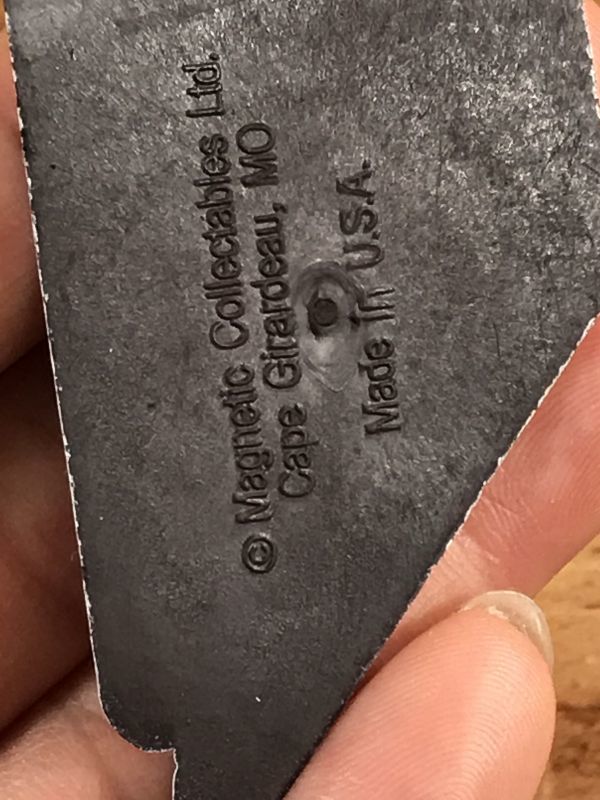 © Magnetic Collectables Ltd.
Cape Girardeau, MO
Made in U.S.A.